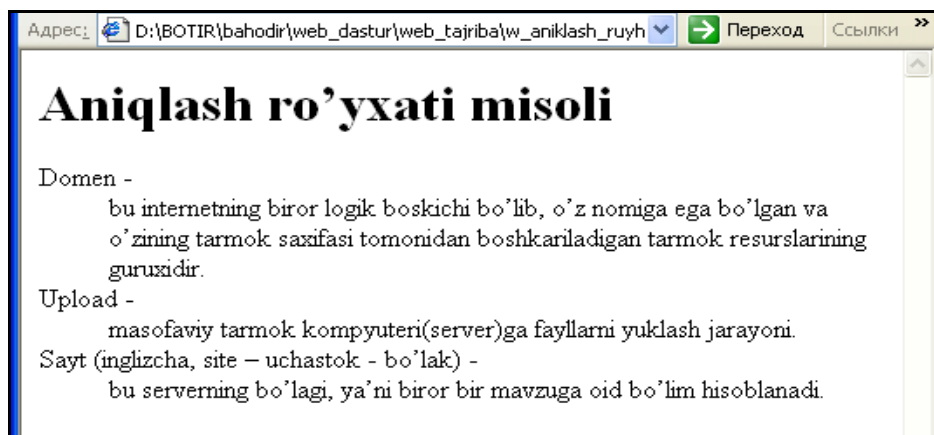 Адрес: D:\BOTIR\bahodir\web_dastur\web_tajriba\w_aniklash_ruyh Переход Ссылки »
Aniqlash ro’yxati misoli
Domen -
bu internetning biror logik boskichi bo’lib, o’z nomiga ega bo’lgan va
o’zining tarmok saxifasi tomonidan boshkariladigan tarmok resurslarining
guruxidir.
Upload -
masofaviy tarmok kompyuteri(server)ga fayllarni yuklash jarayoni.
Sayt (inglizcha, site – uchastok - bo’lak) -
bu serverning bo’lagi, ya’ni biror bir mavzuga oid bo’lim hisoblanadi.